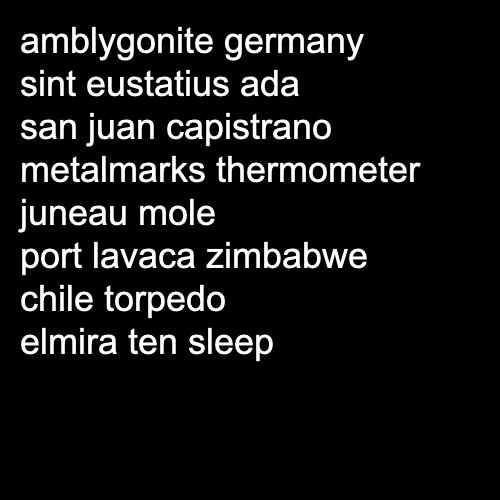 amblygonite germany
sint eustatius ada
san juan capistrano
metalmarks thermometer
juneau mole
port lavaca zimbabwe
chile torpedo
elmira ten sleep